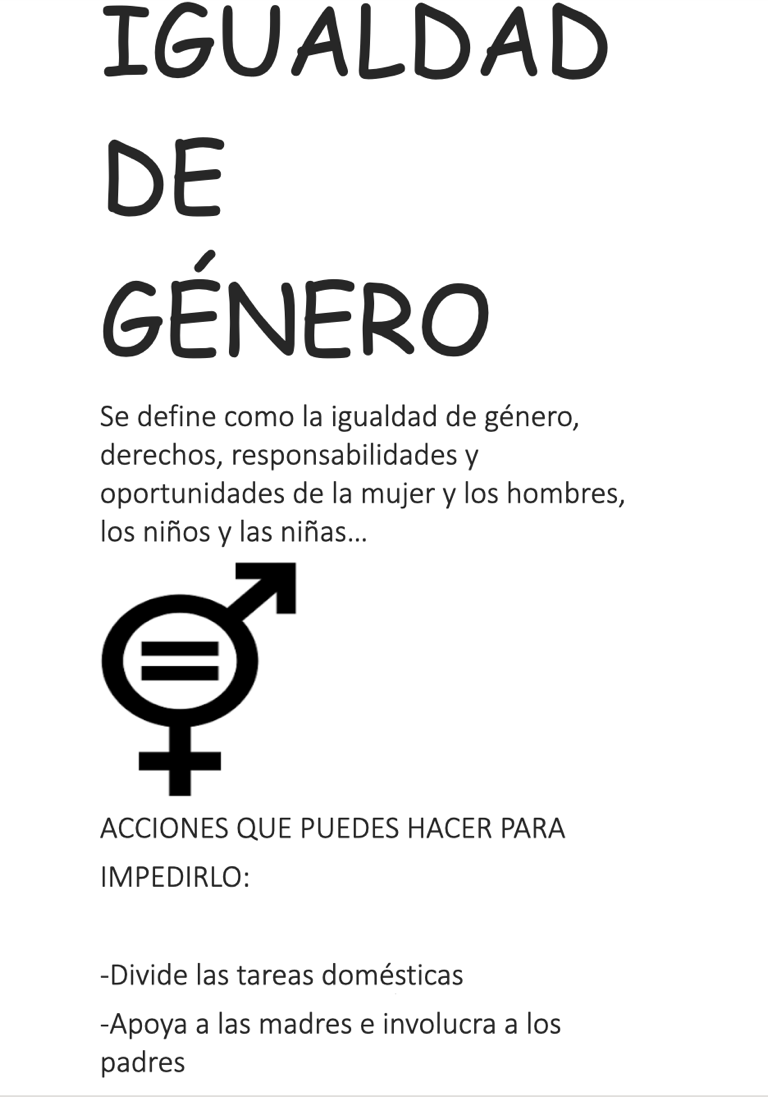 IGUALDAD
DE
GÉNERO
Se define como la igualdad de género,
derechos, responsabilidades y
oportunidades de la mujer y los hombres,
los niños y las niñas...
ACCIONES QUE PUEDES HACER PARA
IMPEDIRLO:
-Divide las tareas domésticas
-Apoya a las madres e involucra a los
padres